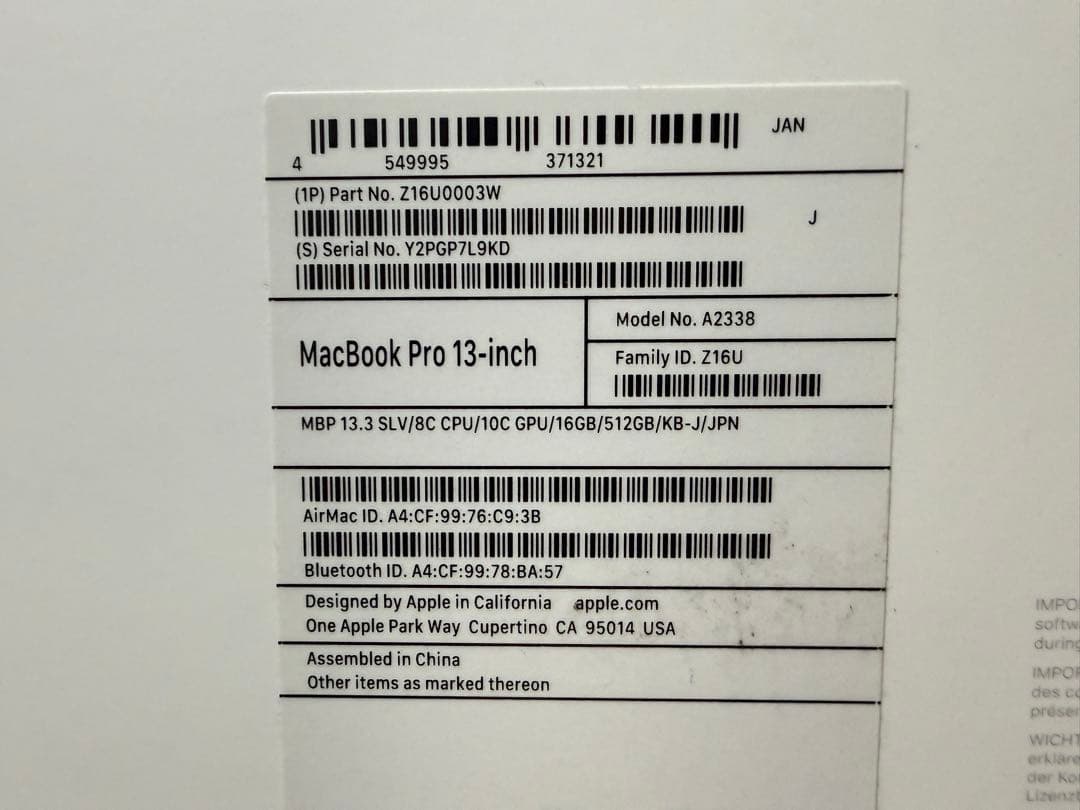 JAN
4 549995 371321
(1P) Part No. Z16U0003W
J
(S) Serial No. Y2PGP7L9KD
MacBook Pro 13-inch
Model No. A2338
Family ID. Z16U
MBP 13.3 SLV/8C CPU/10C GPU/16GB/512GB/KB-J/JPN
AirMac ID. A4:CF:99:76:C9:3B
Bluetooth ID. A4:CF:99:78:BA:57
Designed by Apple in California apple.com
One Apple Park Way Cupertino CA 95014 USA
Assembled in China
Other items as marked thereon
during
des
der